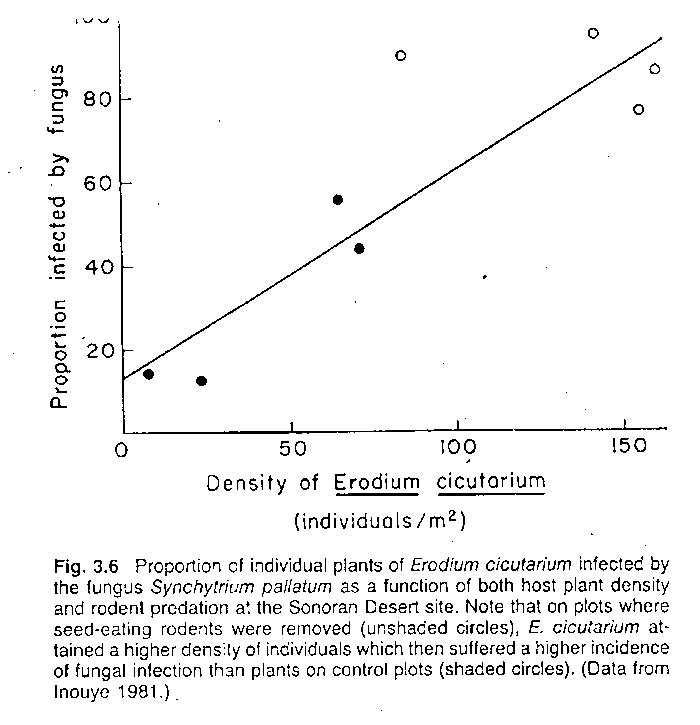 100
80
60
40
20
Proportion infected by fungus
0 50 100 150
Density of Erodium cicutarium
(individuals/m²)
Fig. 3.6 Proportion of individual plants of Erodium cicutarium infected by
the fungus Synchytrium pallatum as a function of both host plant density
and rodent predation at the Sonoran Desert site. Note that on plots where
seed-eating rodents were removed (unshaded circles), E. cicutarium at-
tained a higher density of individuals which then suffered a higher incidence
of fungal infection than plants on control plots (shaded circles). (Data from
Inouye 1981.)